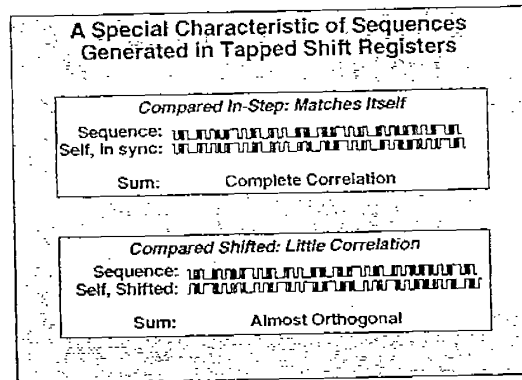 A Special Characteristic of Sequences
Generated in Tapped Shift Registers
Compared In-Step: Matches Itself
Sequence:
Self, In sync:
Sum: Complete Correlation
Compared Shifted: Little Correlation
Sequence:
Self, Shifted:
Sum: Almost Orthogonal